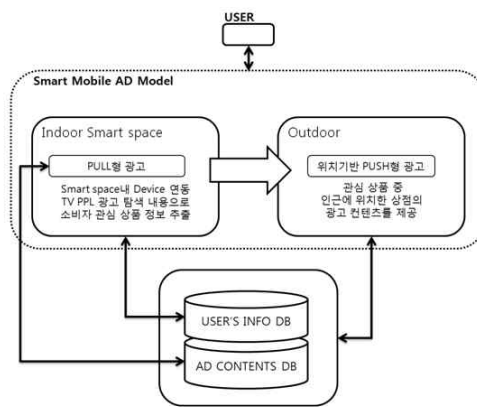 USER
Smart Mobile AD Model
Indoor Smart space
PULL형 광고
Smart space내 Device 연동
TV PPL 광고 탐색 내용으로
소비자 관심 상품 정보 추출
Outdoor
위치기반 PUSH형 광고
관심 상품 중
인근에 위치한 상점의
광고 컨텐츠를 제공
USER'S INFO DB
AD CONTENTS DB